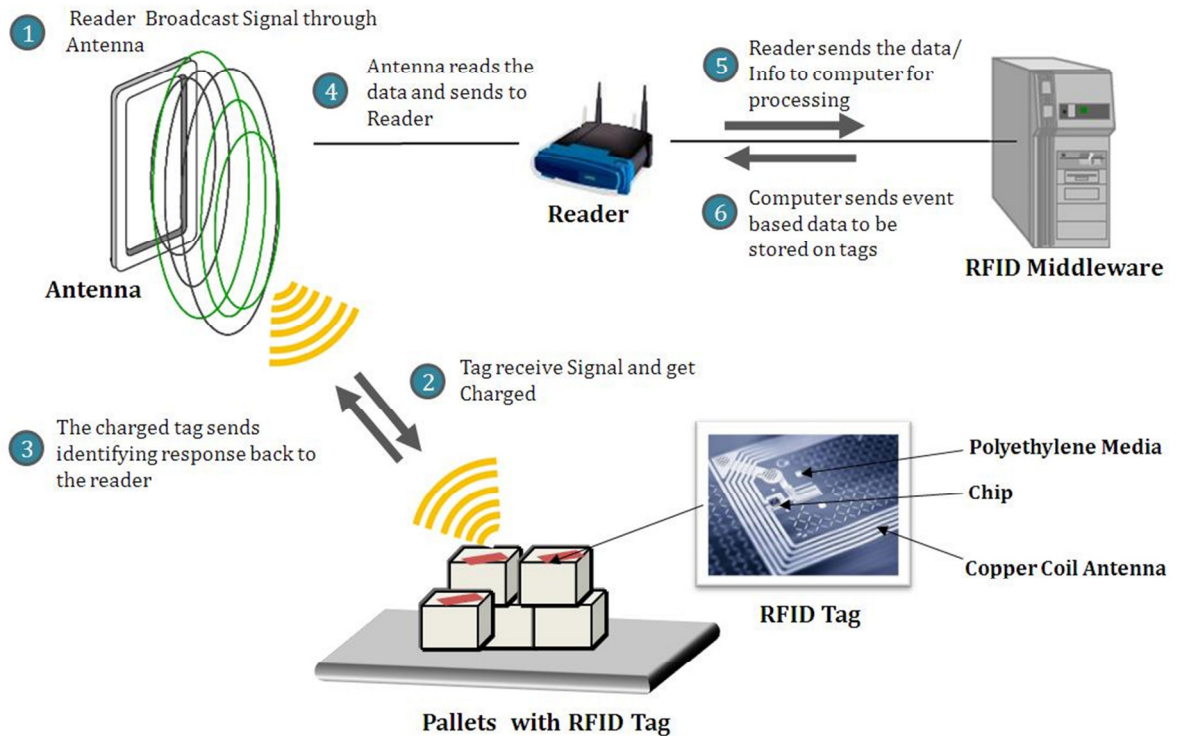 1
Reader Broadcast Signal through
Antenna
4
Antenna reads the
data and sends to
Reader
5
Reader sends the data/
Info to computer for
processing
Reader
6
Computer sends event
based data to be
stored on tags
RFID Middleware
Antenna
2
Tag receive Signal and get
Charged
3
The charged tag sends
identifying response back to
the reader
Polyethylene Media
Chip
Copper Coil Antenna
RFID Tag
Pallets with RFID Tag